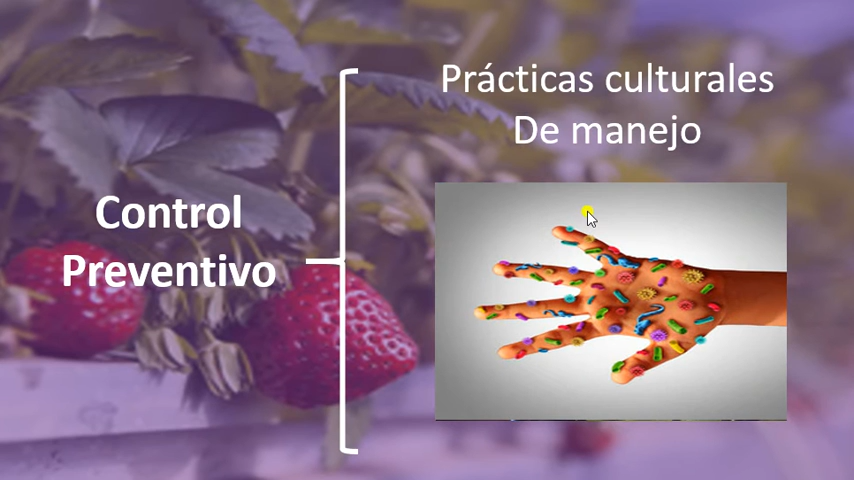 Prácticas culturales
De manejo
Control
Preventivo